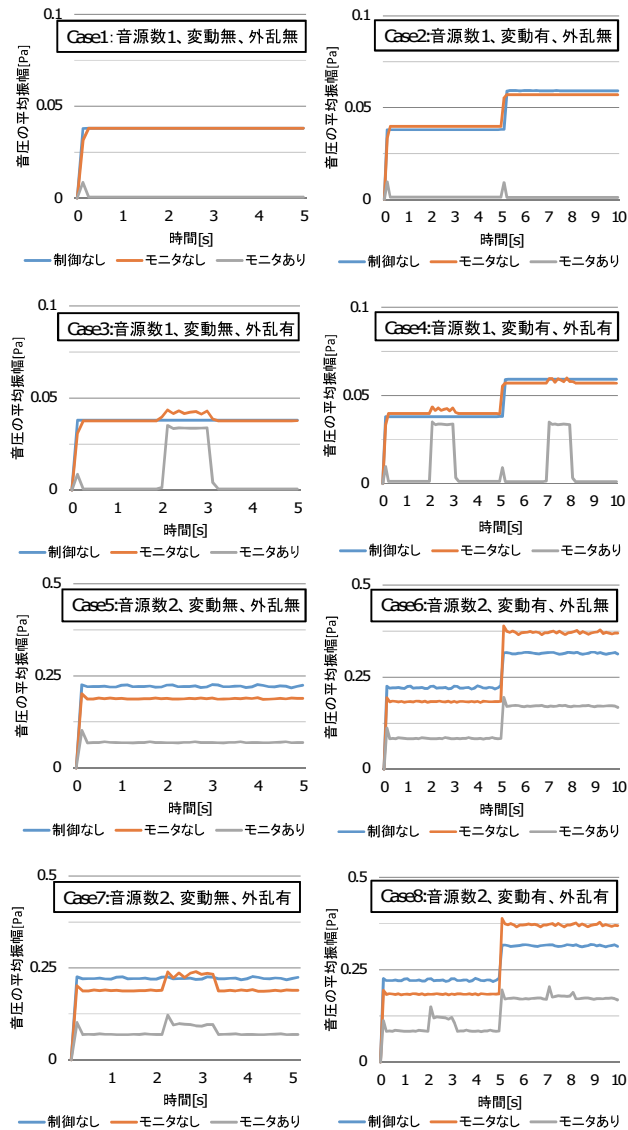 0.1
Case1:音源数1、変動無、外乱無
音圧の平均振幅[Pa]
0.05
0
0 1 2 3 4 5
時間[s]
制御なし モニタなし モニタあり
0.1
Case2:音源数1、変動有、外乱無
音圧の平均振幅[Pa]
0.05
0
0 1 2 3 4 5 6 7 8 9 10
時間[s]
制御なし モニタなし モニタあり
0.1
Case3:音源数1、変動無、外乱有
音圧の平均振幅[Pa]
0.05
0
0 1 2 3 4 5
時間[s]
制御なし モニタなし モニタあり
0.1
Case4:音源数1、変動有、外乱有
音圧の平均振幅[Pa]
0.05
0
0 1 2 3 4 5 6 7 8 9 10
時間[s]
制御なし モニタなし モニタあり
0.5
Case5:音源数2、変動無、外乱無
音圧の平均振幅[Pa]
0.25
0
0 1 2 3 4 5
時間[s]
制御なし モニタなし モニタあり
0.5
Case6:音源数2、変動有、外乱無
音圧の平均振幅[Pa]
0.25
0
0 1 2 3 4 5 6 7 8 9 10
時間[s]
制御なし モニタなし モニタあり
0.5
Case7:音源数2、変動無、外乱有
音圧の平均振幅[Pa]
0.25
0
1 2 3 4 5
時間[s]
制御なし モニタなし モニタあり
0.5
Case8:音源数2、変動有、外乱有
音圧の平均振幅[Pa]
0.25
0
0 1 2 3 4 5 6 7 8 9 10
時間[s]
制御なし モニタなし モニタあり